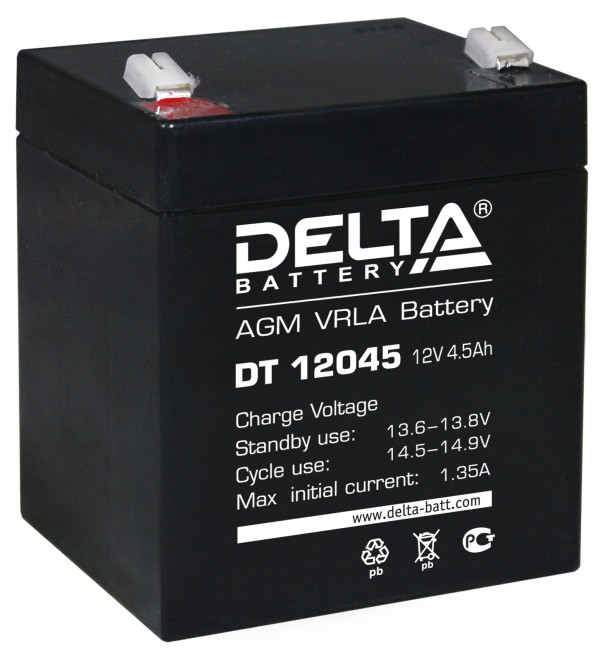 DELTA®
BATTERY
AGM VRLA Battery
DT 12045 12V 4.5Ah
Charge Voltage
Standby use: 13.6-13.8V
Cycle use: 14.5-14.9V
Max initial current: 1.35A
www.delta-batt.com
pb pb PCT